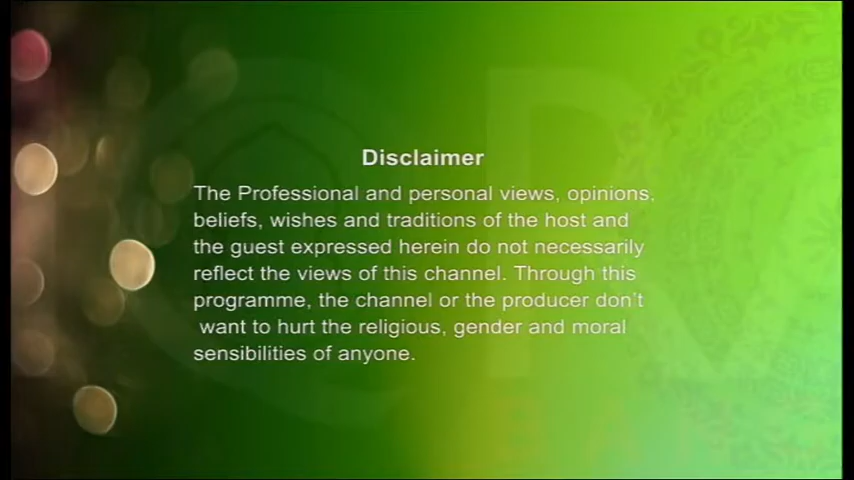 Disclaimer
The Professional and personal views, opinions,
beliefs, wishes and traditions of the host and
the guest expressed herein do not necessarily
reflect the views of this channel. Through this
programme, the channel or the producer don't
want to hurt the religious, gender and moral
sensibilities of anyone.